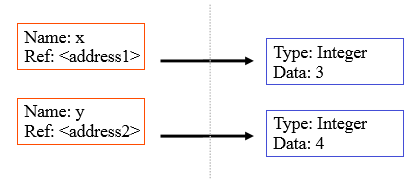 Name: x
Ref: <address1>
Type: Integer
Data: 3
Name: y
Ref: <address2>
Type: Integer
Data: 4